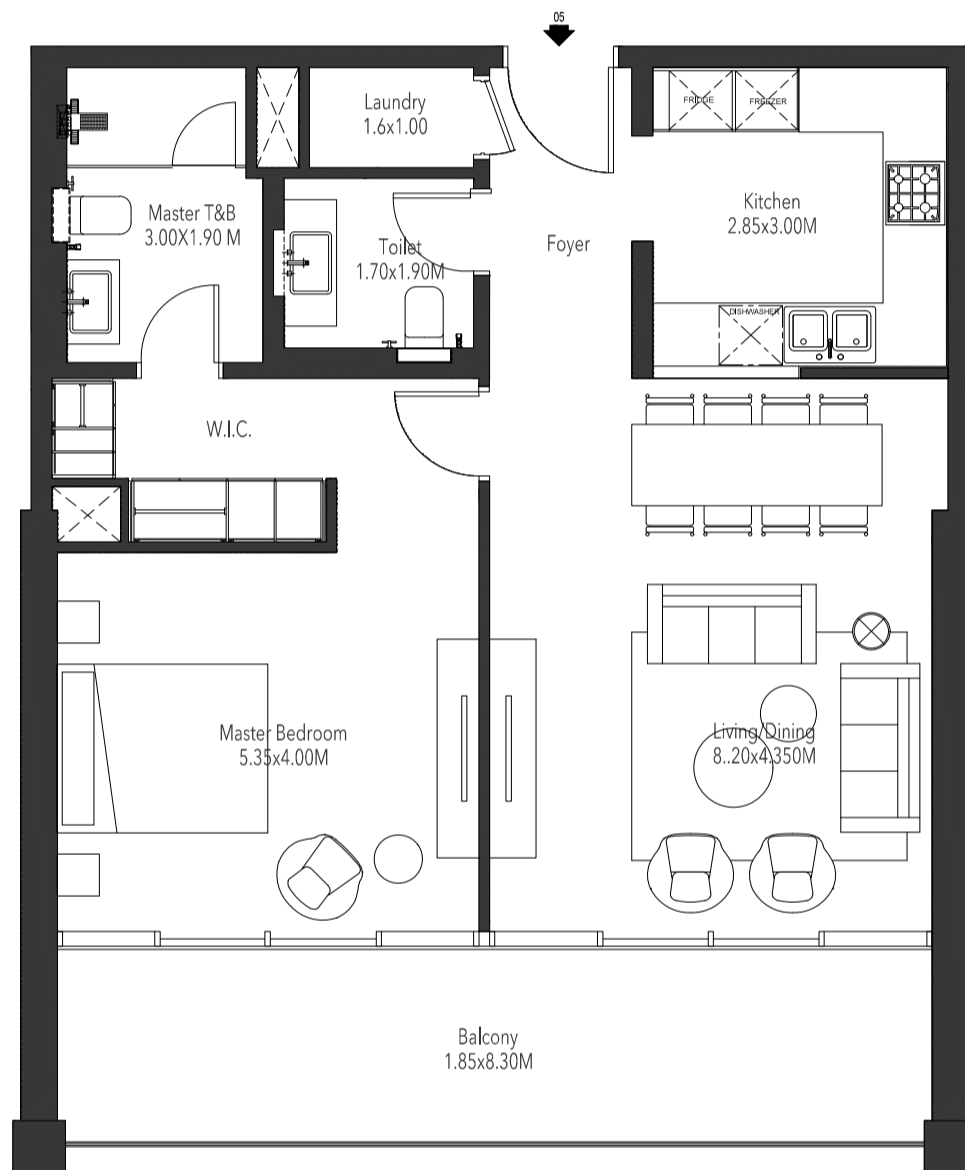 05
Laundry
1.6x1.00
FRIDGE
FREEZER
Master T&B
3.00X1.90 M
Toilet
1.70x1.90M
Foyer
Kitchen
2.85x3.00M
DISHWASHER
W.I.C.
Master Bedroom
5.35x4.00M
Living/Dining
8..20x4.350M
Balcony
1.85x8.30M